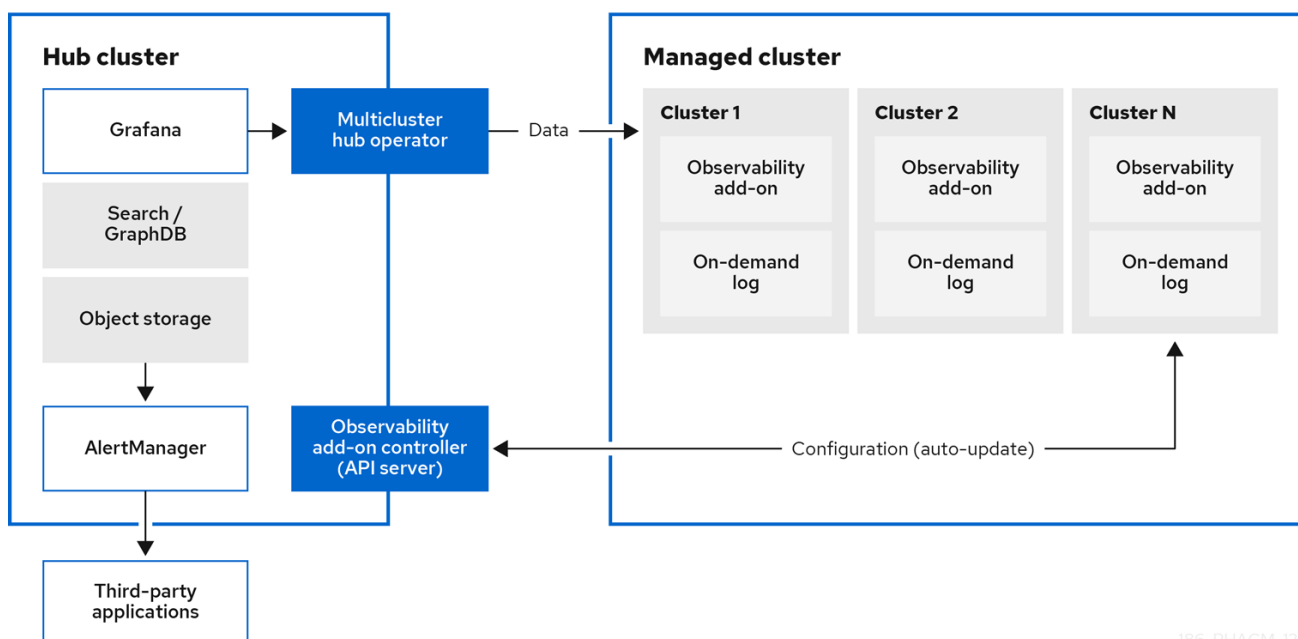 Hub cluster
Grafana
Multicluster
hub operator
Data
Search /
GraphDB
Object storage
AlertManager
Observability
add-on controller
(API server)
Third-party
applications
Managed cluster
Cluster 1
Observability
add-on
On-demand
log
Cluster 2
Observability
add-on
On-demand
log
Cluster N
Observability
add-on
On-demand
log
Configuration (auto-update)